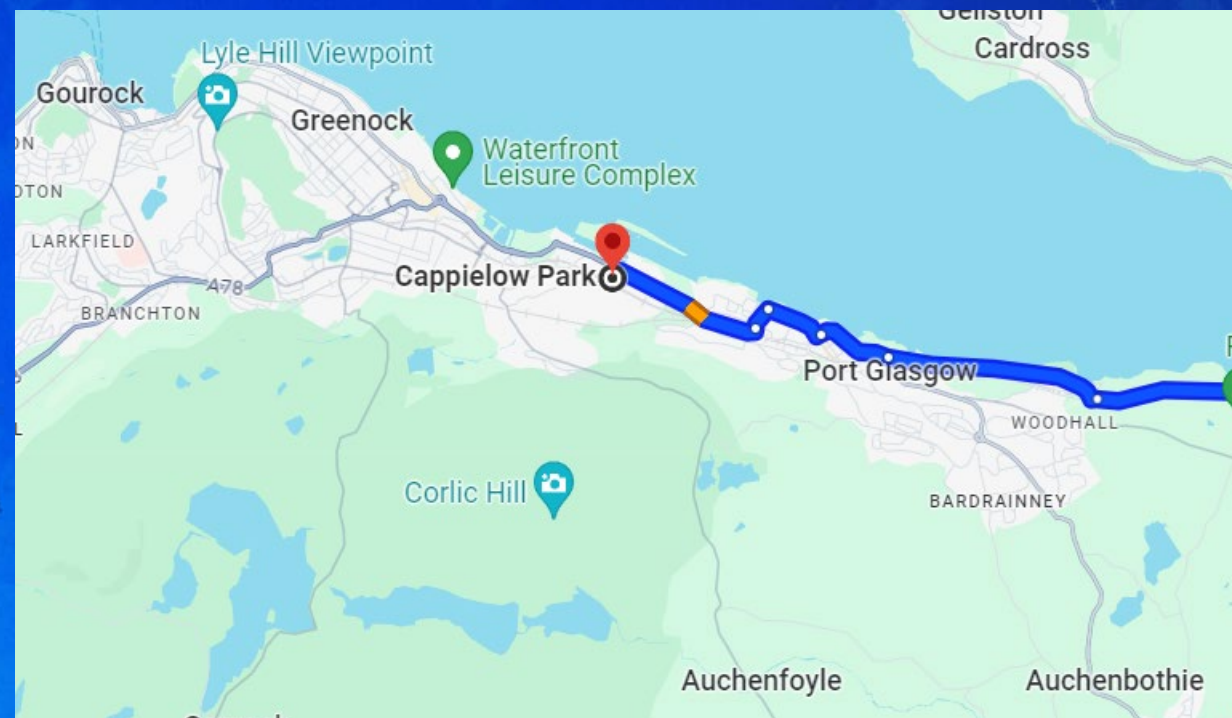 Cardross
Lyle Hill Viewpoint
Gourock
Greenock
Waterfront
Leisure Complex
LARKFIELD
Cappielow Park
A78
BRANCHTON
Port Glasgow
WOODHALL
Corlic Hill
BARDRAINNEY
Auchenfoyle
Auchenbothie